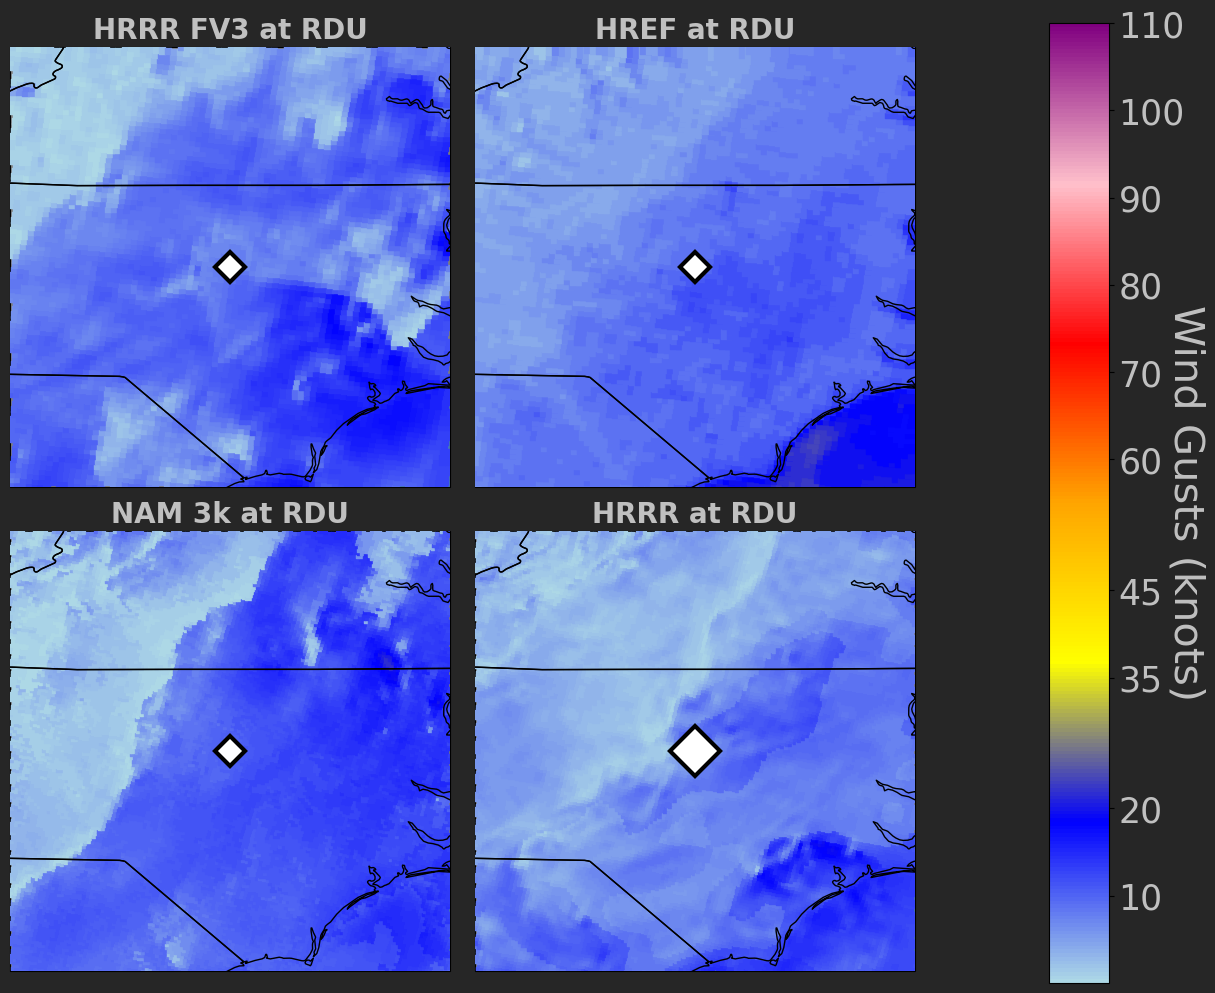 HRRR FV3 at RDU
HREF at RDU
NAM 3k at RDU
HRRR at RDU
110
100
90
80
70
60
45
35
20
10
Wind Gusts (knots)